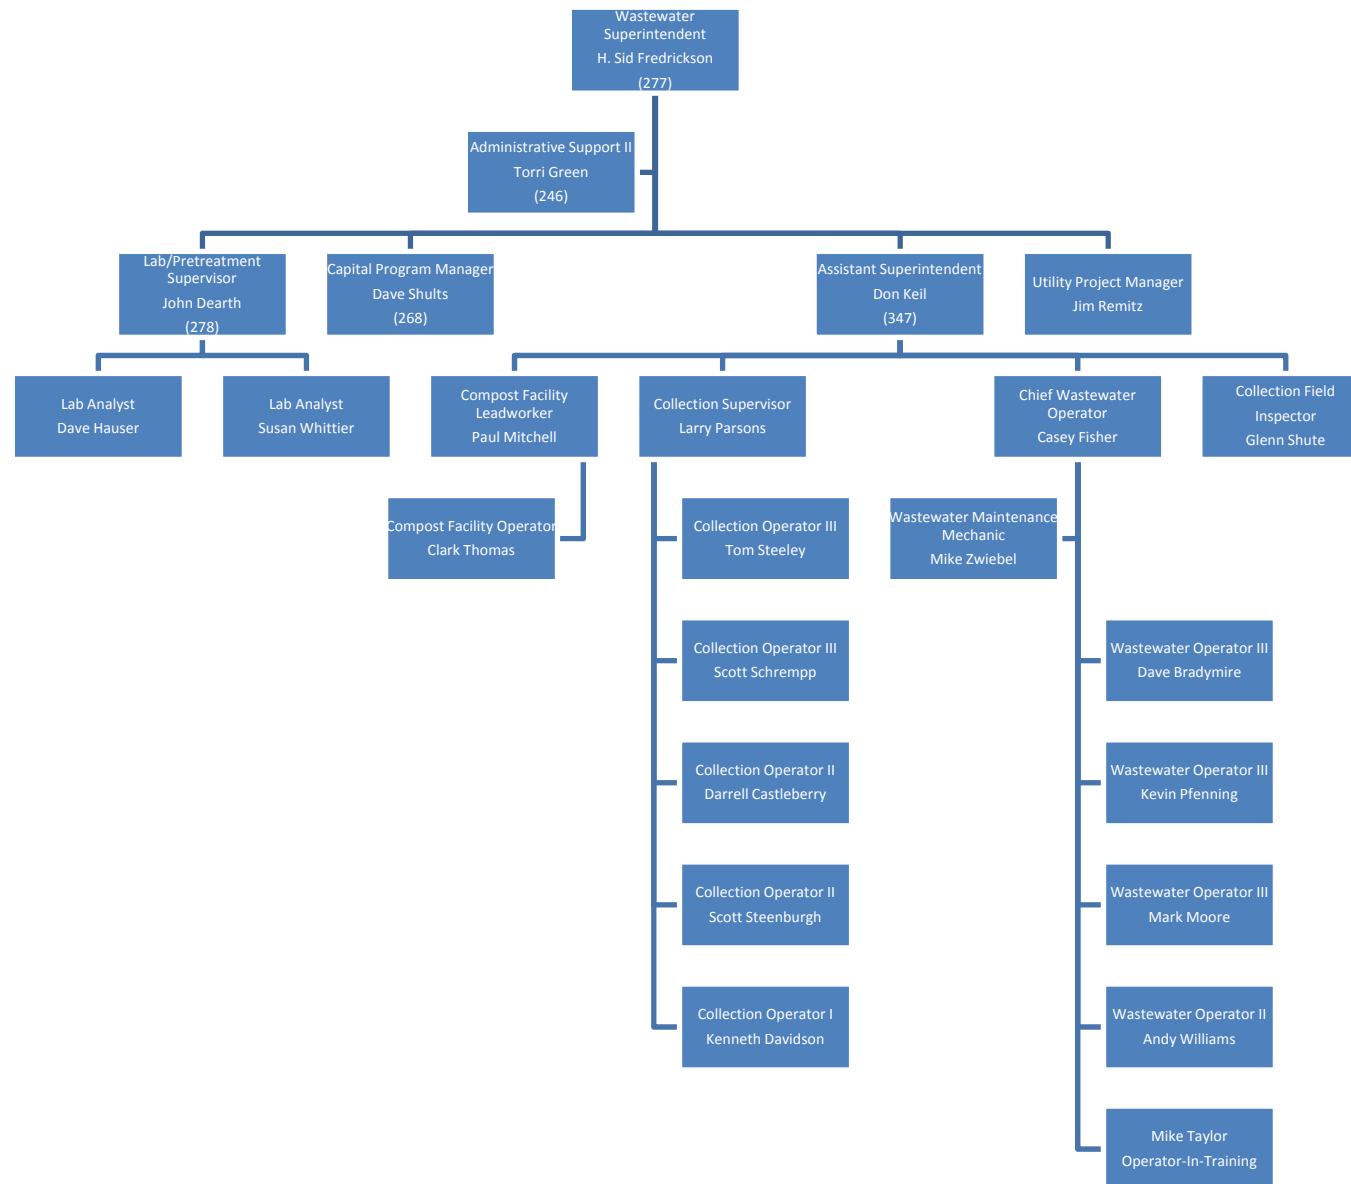 Wastewater
Superintendent
H. Sid Fredrickson
(277)
Administrative Support II
Torri Green
(246)
Lab/Pretreatment
Supervisor
John Dearth
(278)
Capital Program Manager
Dave Shults
(268)
Assistant Superintendent
Don Keil
(347)
Utility Project Manager
Jim Remitz
Lab Analyst
Dave Hauser
Lab Analyst
Susan Whittier
Compost Facility
Leadworker
Paul Mitchell
Collection Supervisor
Larry Parsons
Chief Wastewater
Operator
Casey Fisher
Collection Field
Inspector
Glenn Shute
Compost Facility Operator
Clark Thomas
Collection Operator III
Tom Steeley
Wastewater Maintenance
Mechanic
Mike Zwiebel
Collection Operator III
Scott Schrempp
Wastewater Operator III
Dave Bradymire
Collection Operator II
Darrell Castleberry
Wastewater Operator III
Kevin Pfenning
Collection Operator II
Scott Steenburgh
Wastewater Operator III
Mark Moore
Collection Operator I
Kenneth Davidson
Wastewater Operator II
Andy Williams
Mike Taylor
Operator-In-Training